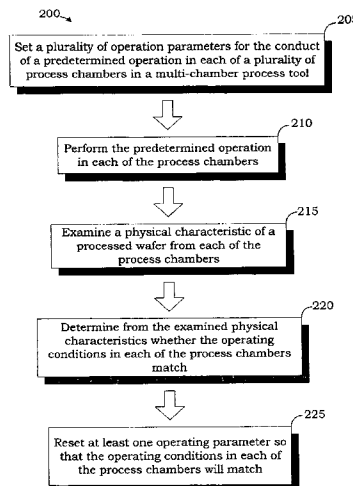 200
205
Set a plurality of operation parameters for the conduct
of a predetermined operation in each of a plurality of
process chambers in a multi-chamber process tool
210
Perform the predetermined operation
in each of the process chambers
215
Examine a physical characteristic of a
processed wafer from each of the
process chambers
220
Determine from the examined physical
characteristics whether the operating
conditions in each of the process chambers
match
225
Reset at least one operating parameter so
that the operating conditions in each of
the process chambers will match